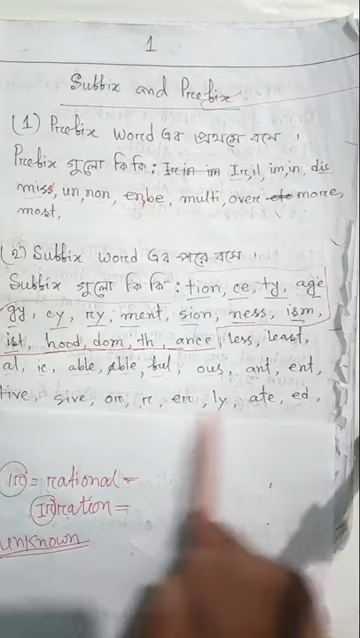 1
Suffix and Prefix
(1) Prefix word এর প্রথমে বসে ।
Prefix গুলো কি কি : Ir, il, im, in, dis
miss, un, non, en, be, multi, over more,
most,
(2) Suffix word এর পরে বসে ।
Suffix গুলো কি কি : tion, ce, ty, age
gy, cy, ry, ment, sion, ness, ism,
ist, hood, dom, th, ance, less, least,
al, ic, able, ible, ful, ous, ant, ent,
tive, sive, or, er, ly, ate, ed,
Ir = rational =
Irration =
unknown